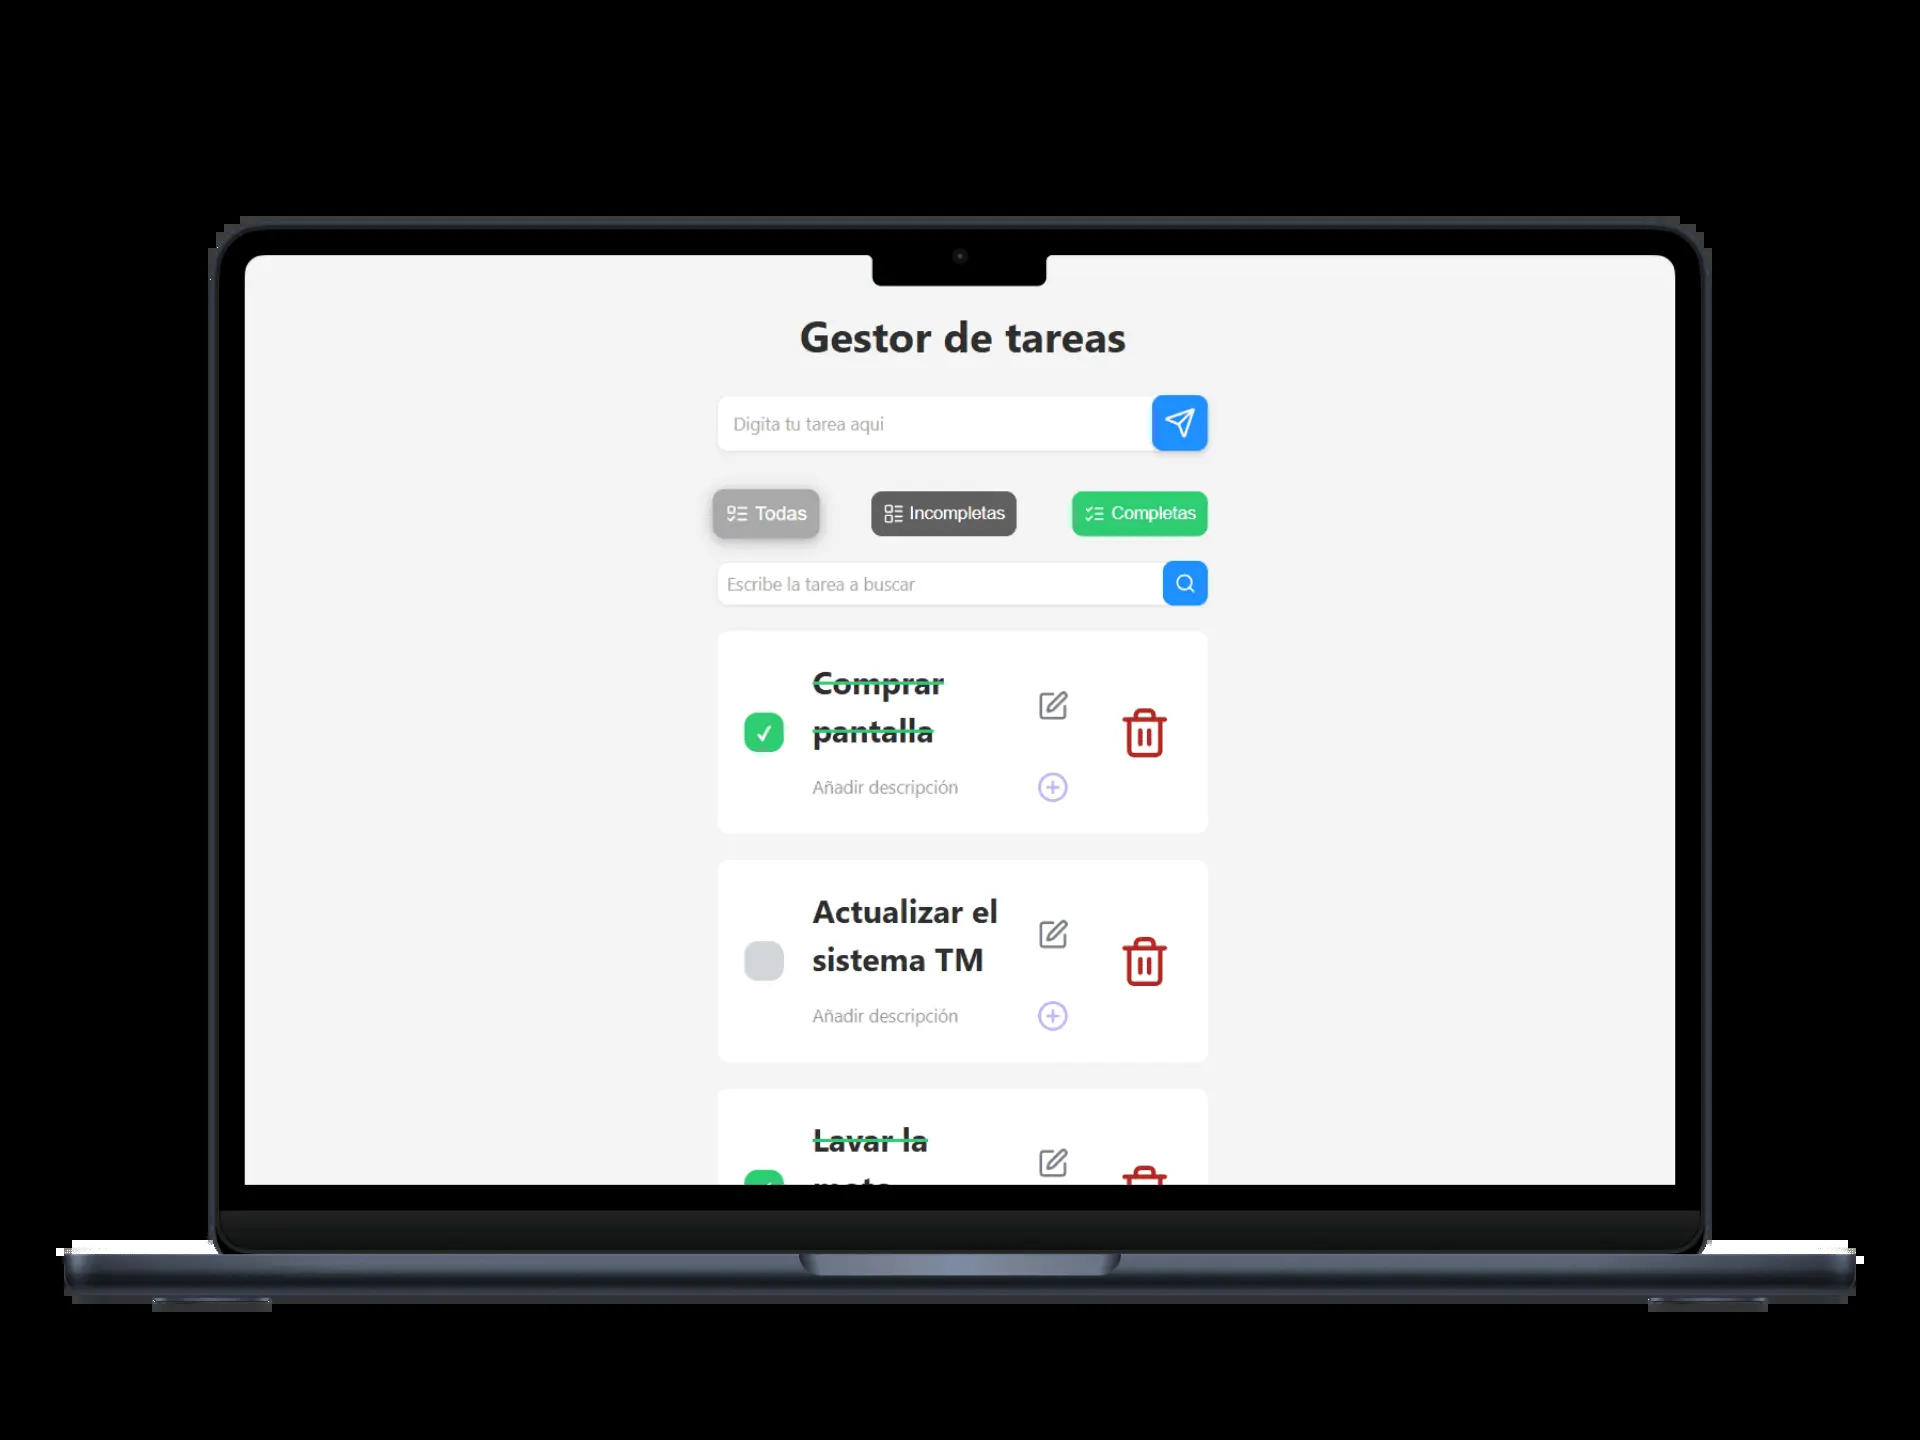 Gestor de tareas
Digita tu tarea aqui
Todas
Incompletas
Completas
Escribe la tarea a buscar
Comprar
pantalla
Añadir descripción
Actualizar el
sistema TM
Añadir descripción
Lavar la